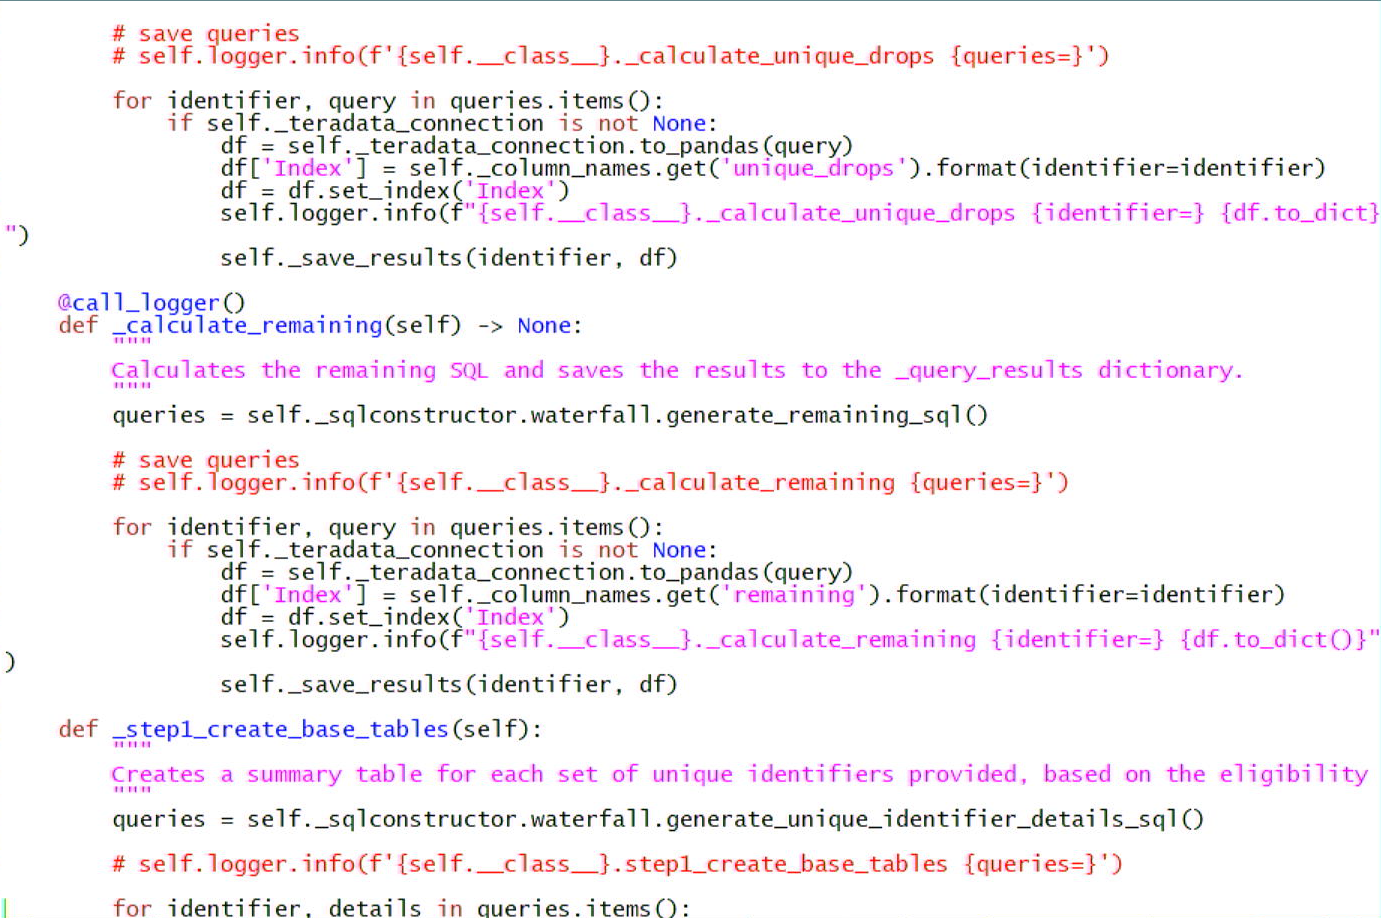 # save queries
# self.logger.info(f'{self.__class__}._calculate_unique_drops {queries=}')
for identifier, query in queries.items():
if self._teradata_connection is not None:
df = self._teradata_connection.to_pandas(query)
df['Index'] = self._column_names.get('unique_drops').format(identifier=identifier)
df = df.set_index('Index')
self.logger.info(f"{self.__class__}._calculate_unique_drops {identifier=} {df.to_dict}
")
self._save_results(identifier, df)
@call_logger()
def _calculate_remaining(self) -> None:
"""
Calculates the remaining SQL and saves the results to the _query_results dictionary.
"""
queries = self._sqlconstructor.waterfall.generate_remaining_sql()
# save queries
# self.logger.info(f'{self.__class__}._calculate_remaining {queries=}')
for identifier, query in queries.items():
if self._teradata_connection is not None:
df = self._teradata_connection.to_pandas(query)
df['Index'] = self._column_names.get('remaining').format(identifier=identifier)
df = df.set_index('Index')
self.logger.info(f"{self.__class__}._calculate_remaining {identifier=} {df.to_dict()}"
)
self._save_results(identifier, df)
def _step1_create_base_tables(self):
"""
Creates a summary table for each set of unique identifiers provided, based on the eligibility
"""
queries = self._sqlconstructor.waterfall.generate_unique_identifier_details_sql()
# self.logger.info(f'{self.__class__}.step1_create_base_tables {queries=}')
for identifier, details in queries.items():